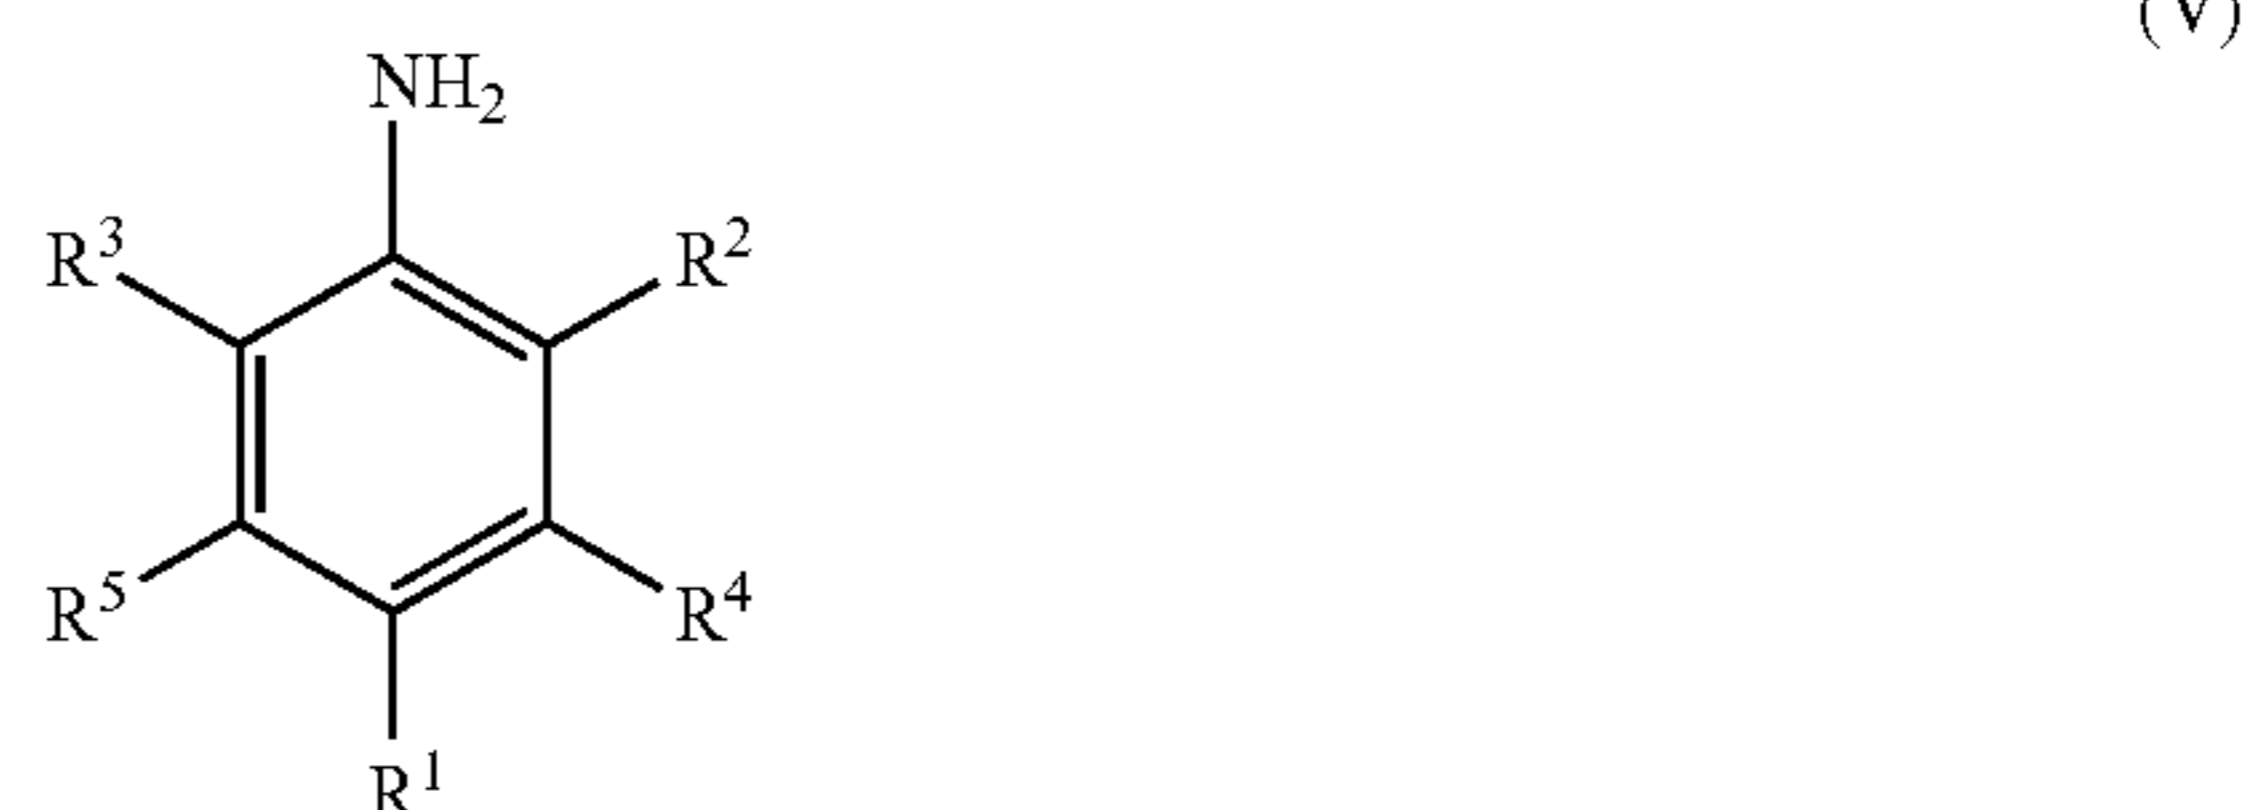 (V)
NH₂
R³ R²
R⁵ R⁴
R¹